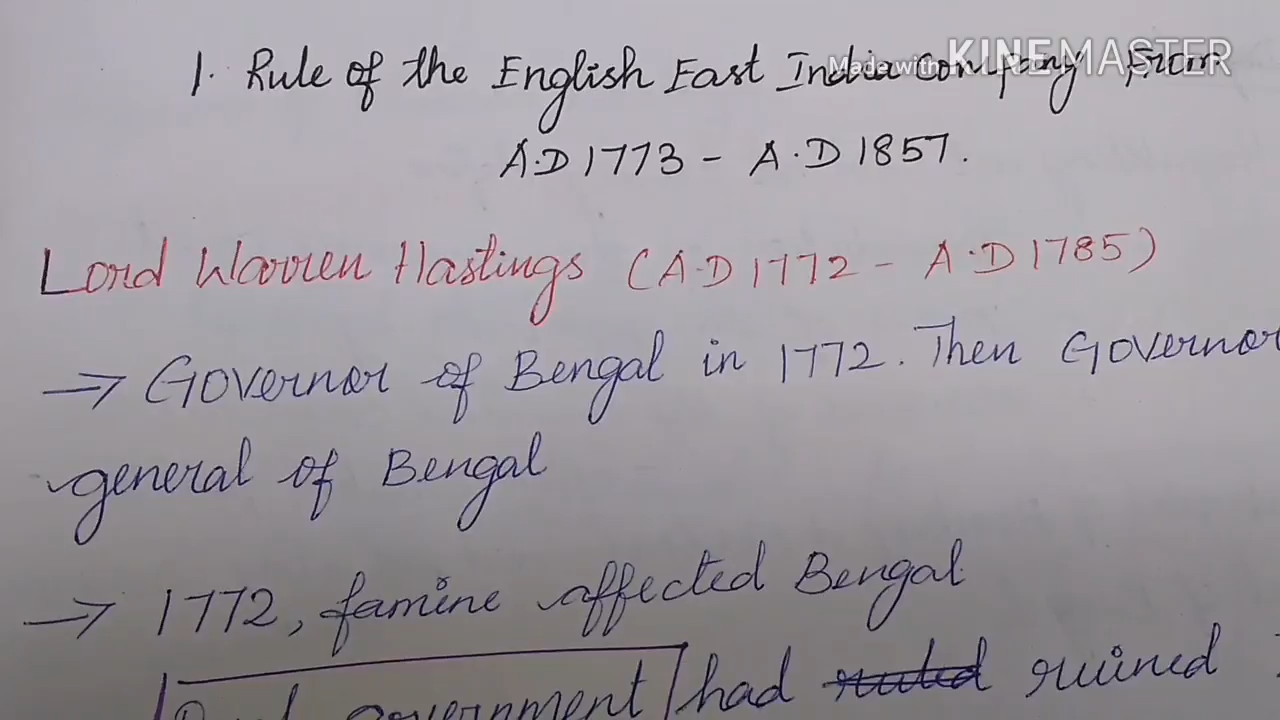 1. Rule of the English East India Company From
Made with KINEMASTER
A.D 1773 - A.D 1857.
Lord Warren Hastings (A.D 1772 - A.D 1785)
→ Governor of Bengal in 1772. Then Governor
general of Bengal
→ 1772, famine affected Bengal
government had ruined